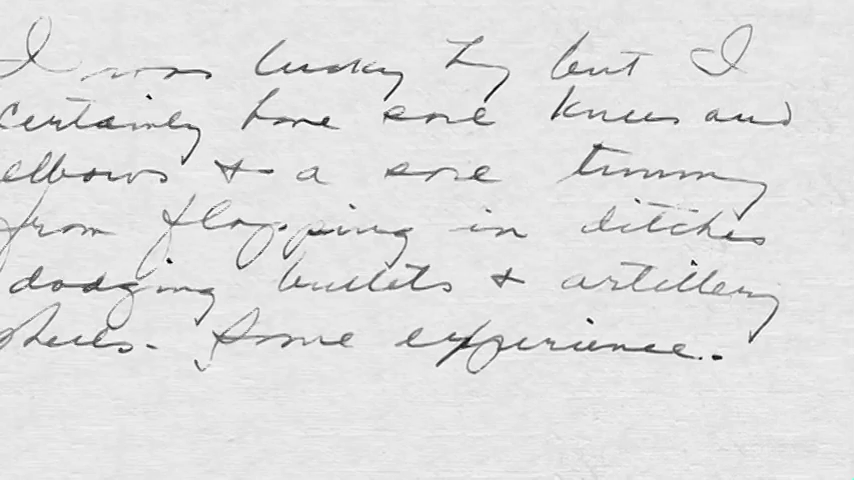 I was lucky Hy but I
certainly have sore knees and
elbows & a sore tummy
from flopping in ditches
dodging bullets & artillery
shells. Some experience.